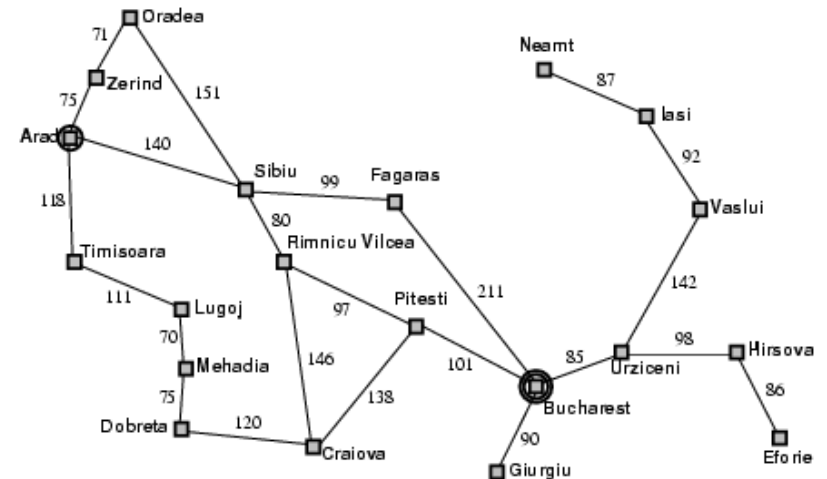 Oradea
71
Neamt
Zerind
87
75
151
Iasi
Arad
140
92
Sibiu
Fagaras
99
118
Vaslui
80
Timisoara
Rimnicu Vilcea
142
111
211
Lugoj
97
Pitesti
70
98
Hirsova
146
101
85
Mehadia
Urziceni
75
138
86
Bucharest
Dobreta
120
90
Craiova
Eforie
Giurgiu